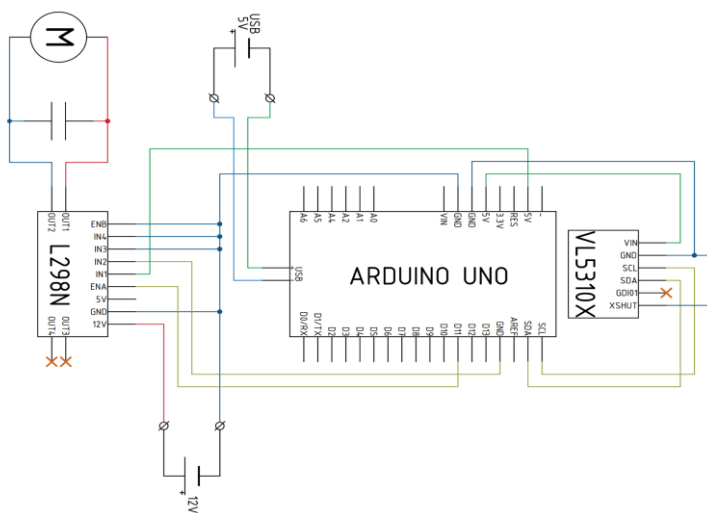 M
USB
5V
+
OUT2
OUT1
L298N
OUT4
OUT3
ENB
IN4
IN3
IN2
IN1
ENA
5V
GND
12V
+
12V
A6
A5
A4
A2
A1
A0
VIN
GND
GND
5V
3.3V
RES
5V
-
USB
ARDUINO UNO
D0/RX
D1/TX
D2
D3
D4
D5
D6
D7
D8
D9
D10
D11
D12
D13
GND
AREF
SDA
SCL
VL5310X
VIN
GND
SCL
SDA
GDI01
XSHUT